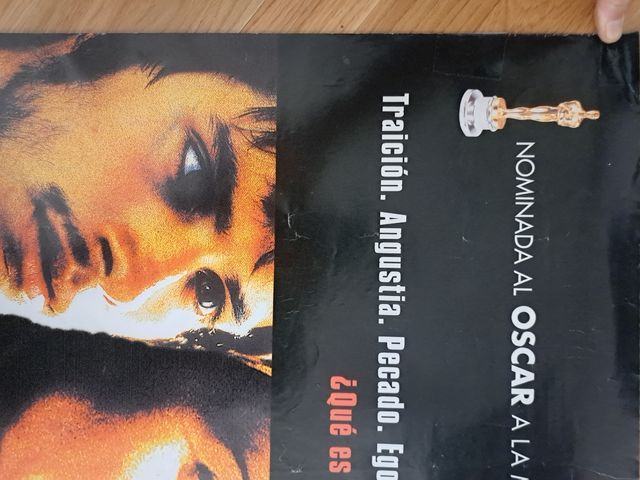 NOMINADA AL OSCAR A LA
Traición. Angustia. Pecado.
¿Qué es